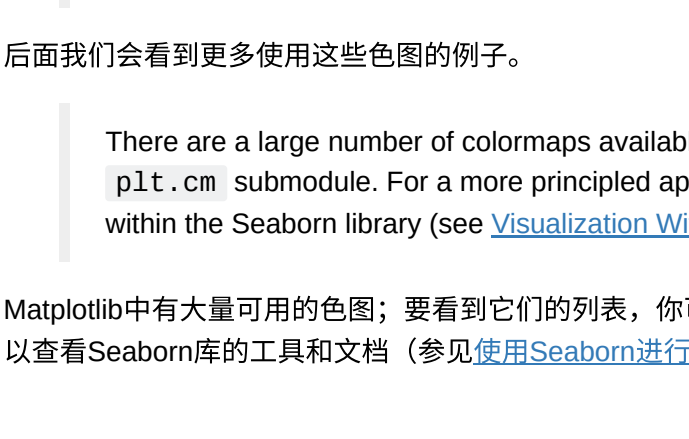 后面我们会看到更多使用这些色图的例子。
There are a large number of colormaps
plt.cm submodule. For a more principled
within the Seaborn library (see Visualization
Matplotlib中有大量可用的色图；要看到它们的列表，你
以查看Seaborn库的工具和文档（参见使用Seaborn进行